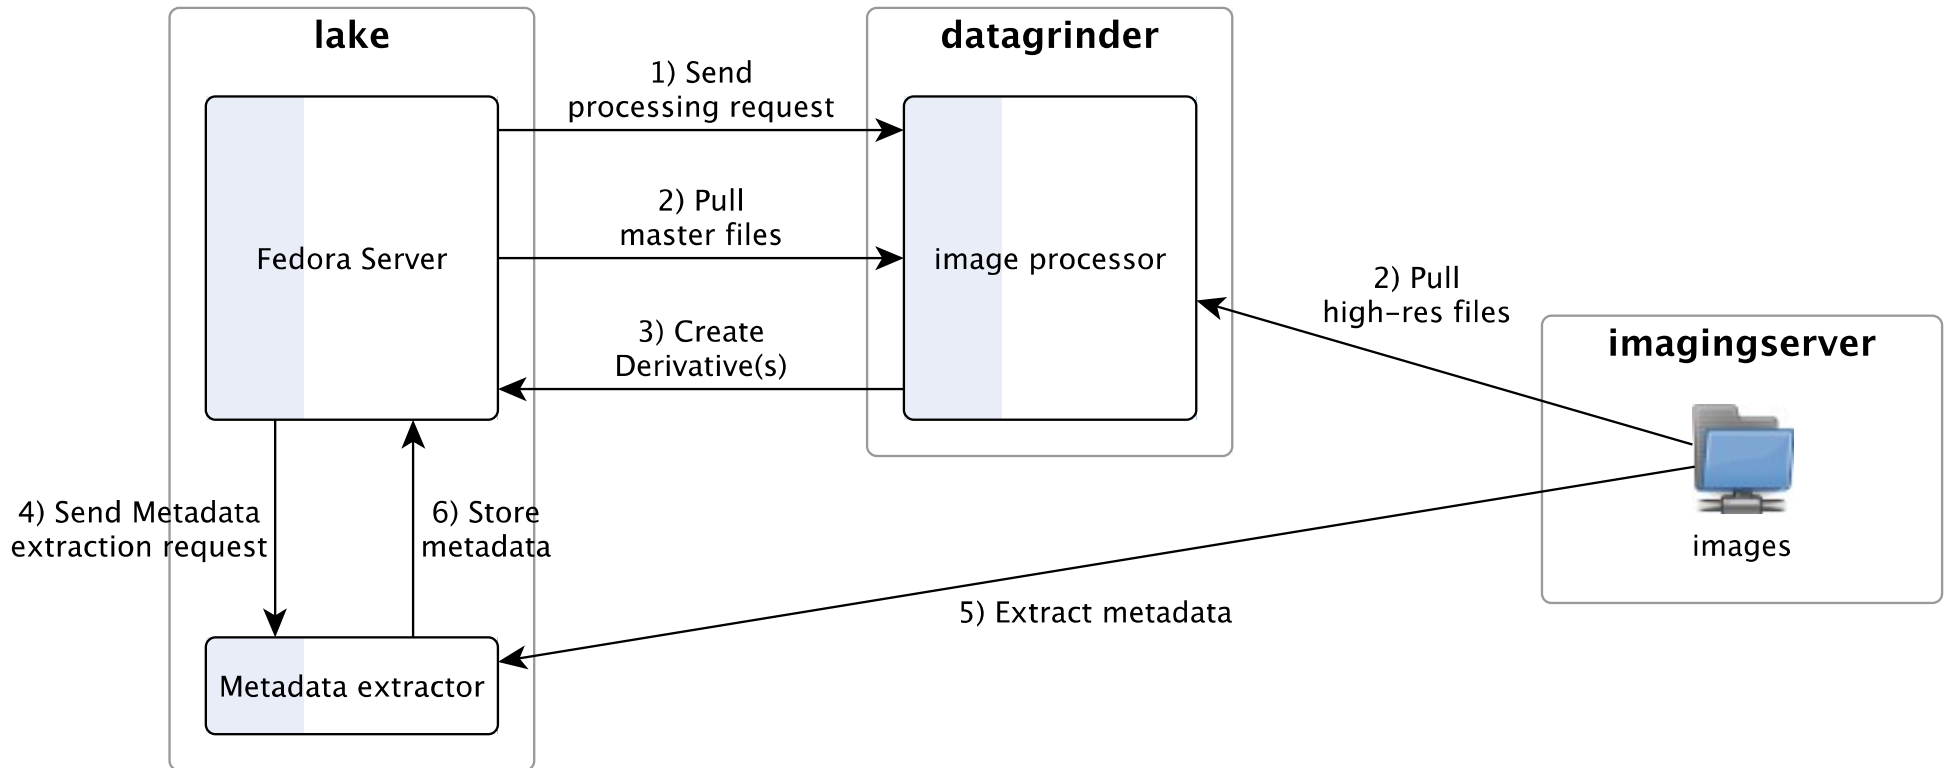 lake
datagrinder
1) Send
processing request
2) Pull
master files
Fedora Server
image processor
2) Pull
high-res files
3) Create
Derivative(s)
imagingserver
4) Send Metadata
extraction request
6) Store
metadata
images
5) Extract metadata
Metadata extractor